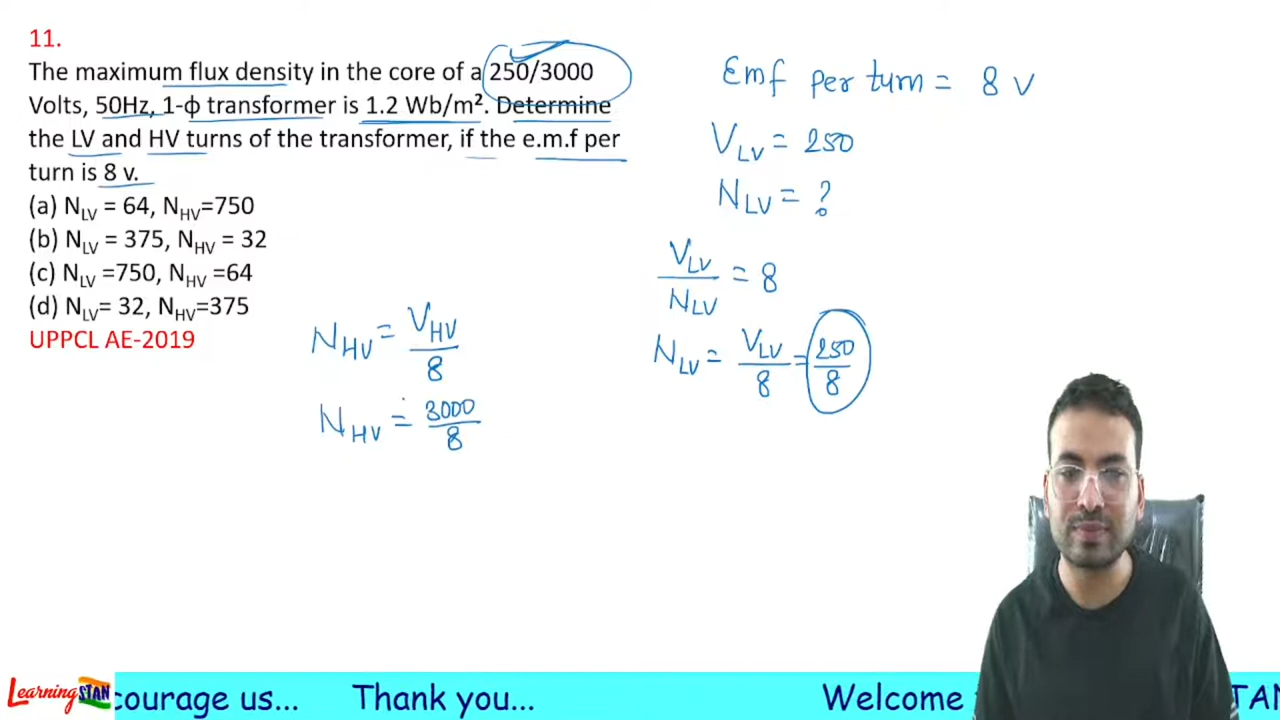 11.
The maximum flux density in the core of a 250/3000
Volts, 50Hz, 1-ф transformer is 1.2 Wb/m². Determine
the LV and HV turns of the transformer, if the e.m.f per
turn is 8 v.
(a) N_LV = 64, N_HV=750
(b) N_LV = 375, N_HV = 32
(c) N_LV =750, N_HV =64
(d) N_LV= 32, N_HV=375
UPPCL AE-2019
N_HV = V_HV / 8
N_HV = 3000 / 8
Emf per turn = 8 V
V_LV = 250
N_LV = ?
V_LV / N_LV = 8
N_LV = V_LV / 8 = 250 / 8
LearningSTAN
courage us... Thank you... Welcome TAN